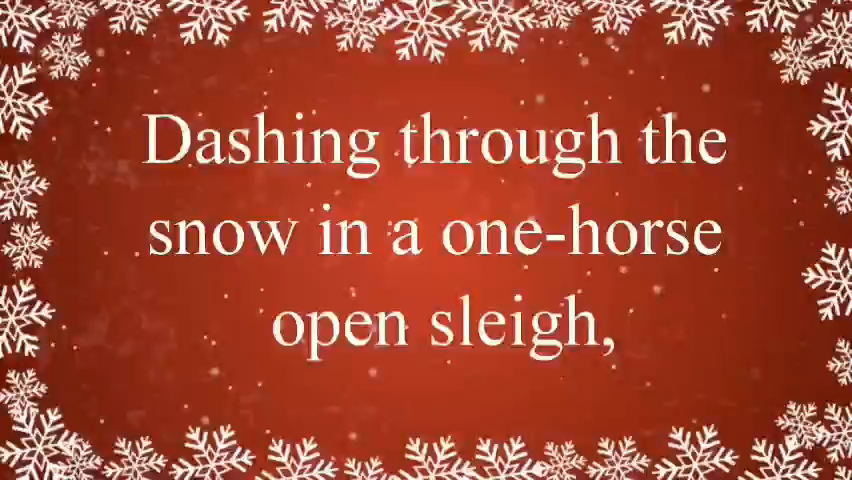 Dashing through the
snow in a one-horse
open sleigh,